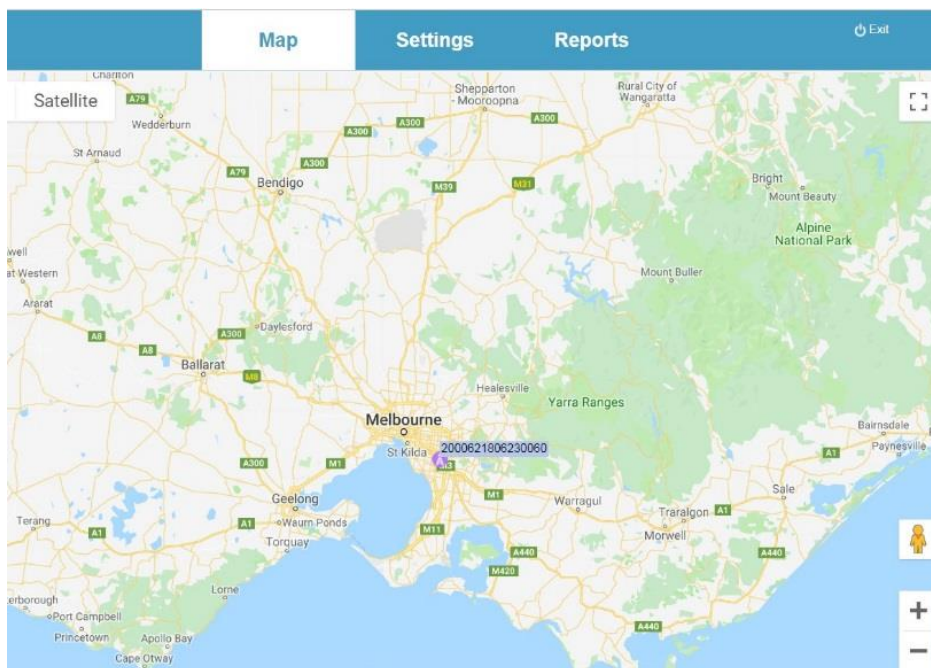 Map
Settings
Reports
Exit
Charlton
Satellite
A79
Shepparton
- Mooroopna
Rural City of
Wangaratta
Wedderburn
A300
A300
A300
St Arnaud
A79
A300
Bendigo
M39
M31
Bright
Mount Beauty
Alpine
National Park
Mount Buller
Ararat
A8
A8
A300
Daylesford
Ballarat
M8
Healesville
Yarra Ranges
Melbourne
St Kilda
2000621806230060
Bairnsdale
Paynesville
A300
M1
A1
Geelong
M1
Warragul
Sale
Terang
A1
A1
Waurn Ponds
Torquay
M11
Traralgon
A1
Morwell
A440
A440
M420
Lorne
Port Campbell
Princetown
Apollo Bay
A440
Cape Otway